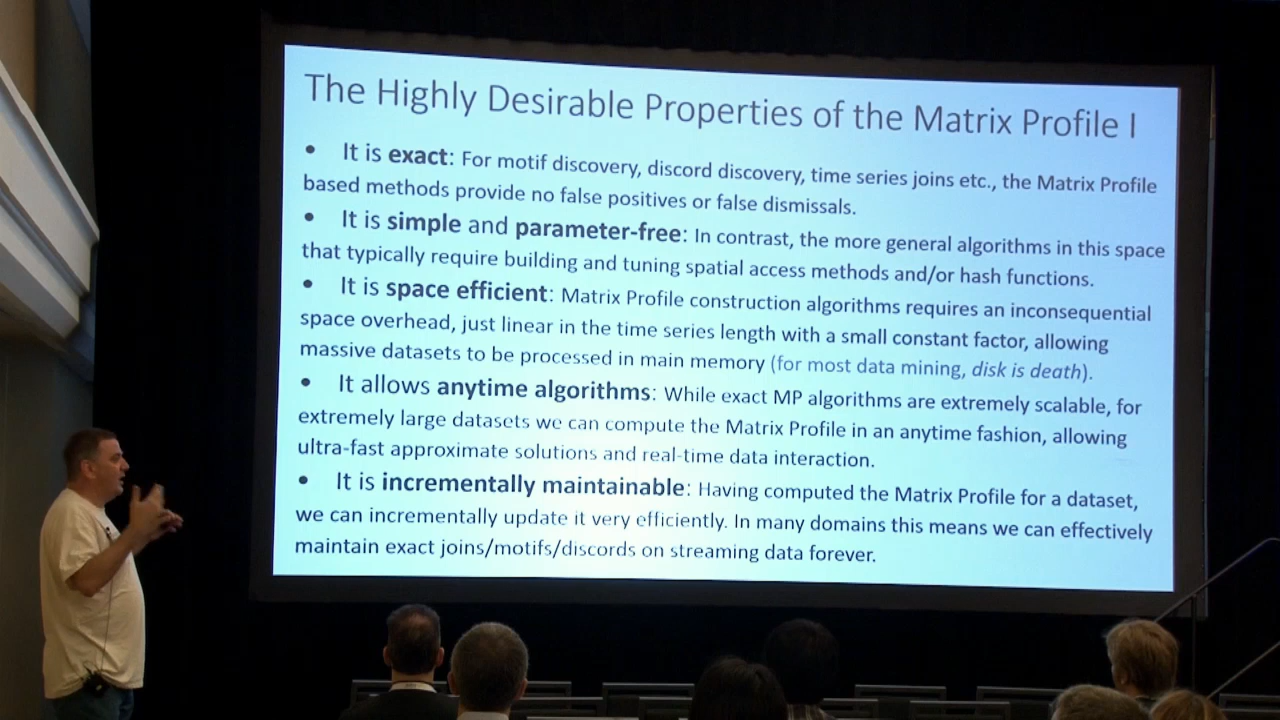 The Highly Desirable Properties of the Matrix Profile I
• It is exact: For motif discovery, discord discovery, time series joins etc., the Matrix Profile
based methods provide no false positives or false dismissals.
• It is simple and parameter-free: In contrast, the more general algorithms in this space
that typically require building and tuning spatial access methods and/or hash functions.
• It is space efficient: Matrix Profile construction algorithms requires an inconsequential
space overhead, just linear in the time series length with a small constant factor, allowing
massive datasets to be processed in main memory (for most data mining, disk is death).
• It allows anytime algorithms: While exact MP algorithms are extremely scalable, for
extremely large datasets we can compute the Matrix Profile in an anytime fashion, allowing
ultra-fast approximate solutions and real-time data interaction.
• It is incrementally maintainable: Having computed the Matrix Profile for a dataset,
we can incrementally update it very efficiently. In many domains this means we can effectively
maintain exact joins/motifs/discords on streaming data forever.